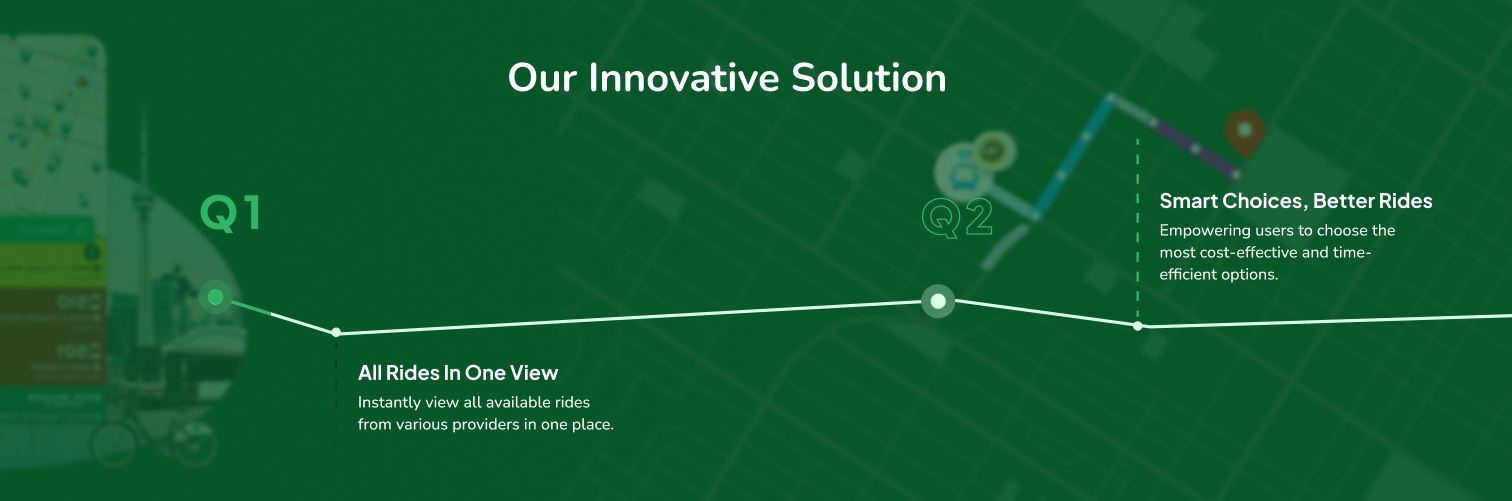 Our Innovative Solution
Q1
All Rides In One View
Instantly view all available rides
from various providers in one place.
Q2
Smart Choices, Better Rides
Empowering users to choose the
most cost-effective and time-
efficient options.